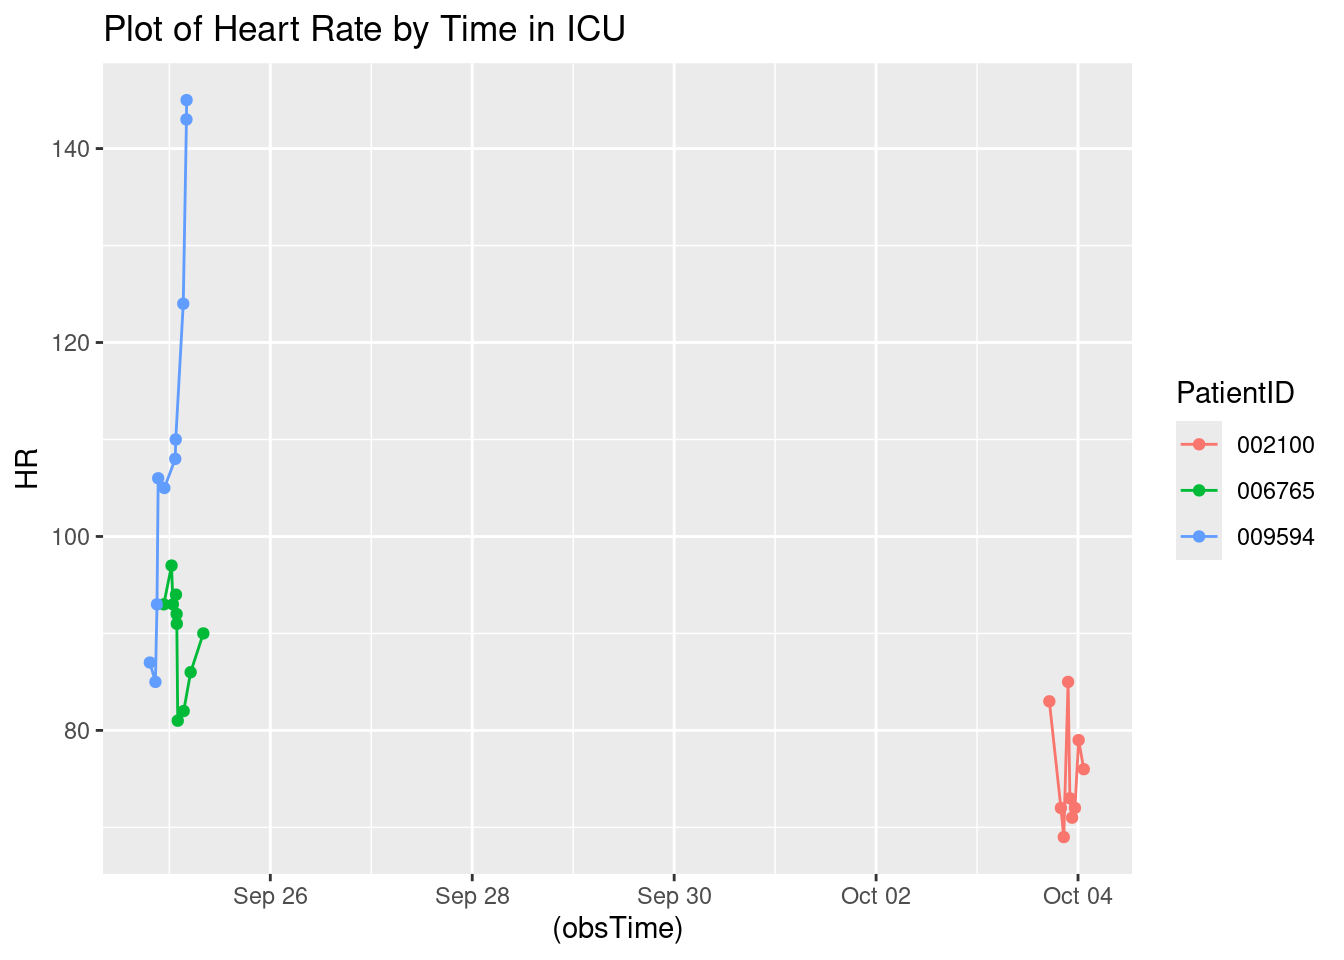 Plot of Heart Rate by Time in ICU
140
120
100
80
HR
Sep 26
Sep 28
Sep 30
Oct 02
Oct 04
(obsTime)
PatientID
002100
006765
009594